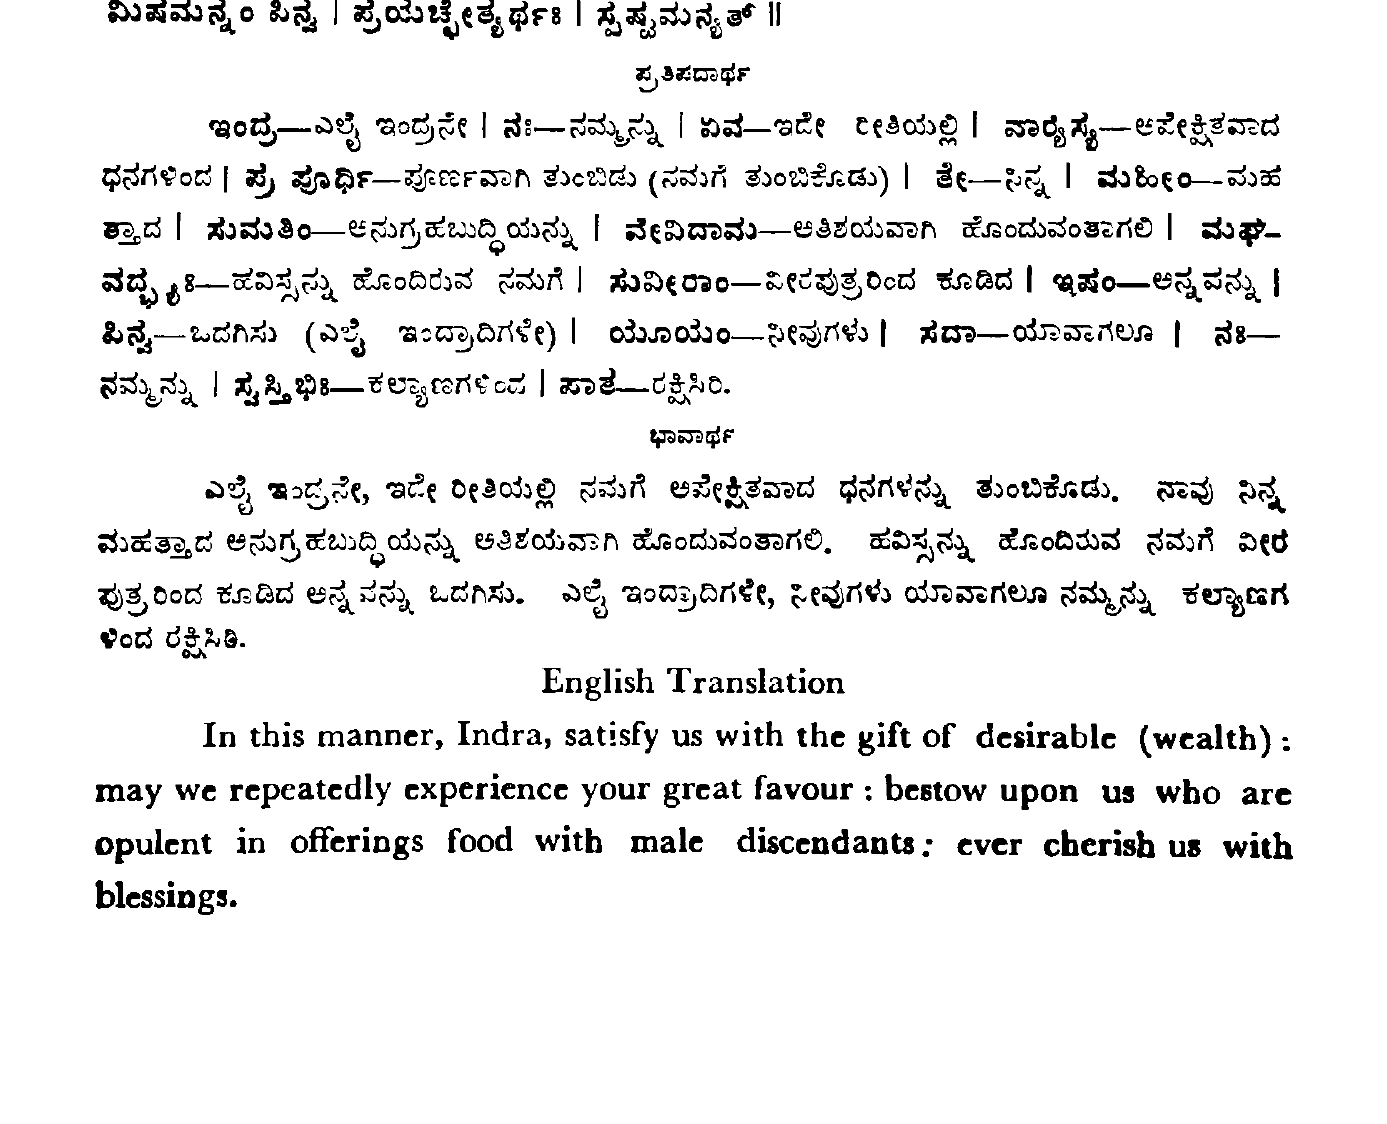 ಮಿಷಮನ್ನಂ ಪಿನ್ವ | ಪ್ರಯಚ್ಛೇತ್ಯರ್ಥಃ | ಸ್ಪಷ್ಟಮನ್ಯತ್ ||
ಪ್ರತಿಪದಾರ್ಥ
ಇಂದ್ರ—ಎಲೈ ಇಂದ್ರನೇ | ನಃ—ನಮ್ಮನ್ನು | ಏವ—ಇದೇ ರೀತಿಯಲ್ಲಿ | ವಾರ್‍ಯಸ್ಯ—ಅಪೇಕ್ಷಿತವಾದ
ಧನಗಳಿಂದ | ಪ್ರ ಪೂರ್ಧಿ—ಪೂರ್ಣವಾಗಿ ತುಂಬಿಡು (ನಮಗೆ ತುಂಬಿಕೊಡು) | ತೇ—ನಿನ್ನ | ಮಹೀಂ—ಮಹ
ತ್ತಾದ | ಸುಮತಿಂ—ಅನುಗ್ರಹಬುದ್ಧಿಯನ್ನು | ವೇವಿದಾಮ—ಅತಿಶಯವಾಗಿ ಹೊಂದುವಂತಾಗಲಿ | ಮಘ-
ವದ್ಭ್ಯಃ—ಹವಿಸ್ಸನ್ನು ಹೊಂದಿರುವ ನಮಗೆ | ಸುವೀರಾಂ—ವೀರಪುತ್ರರಿಂದ ಕೂಡಿದ | ಇಷಂ—ಅನ್ನವನ್ನು |
ಪಿನ್ವ—ಒದಗಿಸು (ಎಲೈ ಇಂದ್ರಾದಿಗಳೇ) | ಯೂಯಂ—ನೀವುಗಳು | ಸದಾ—ಯಾವಾಗಲೂ | ನಃ—
ನಮ್ಮನ್ನು | ಸ್ವಸ್ತಿಭಿಃ—ಕಲ್ಯಾಣಗಳಿಂದ | ಪಾತ—ರಕ್ಷಿಸಿರಿ.
ಭಾವಾರ್ಥ
ಎಲೈ ಇಂದ್ರನೇ, ಇದೇ ರೀತಿಯಲ್ಲಿ ನಮಗೆ ಅಪೇಕ್ಷಿತವಾದ ಧನಗಳನ್ನು ತುಂಬಿಕೊಡು. ನಾವು ನಿನ್ನ
ಮಹತ್ತಾದ ಅನುಗ್ರಹಬುದ್ಧಿಯನ್ನು ಅತಿಶಯವಾಗಿ ಹೊಂದುವಂತಾಗಲಿ. ಹವಿಸ್ಸನ್ನು ಹೊಂದಿರುವ ನಮಗೆ ವೀರ
ಪುತ್ರರಿಂದ ಕೂಡಿದ ಅನ್ನವನ್ನು ಒದಗಿಸು. ಎಲೈ ಇಂದ್ರಾದಿಗಳೇ, ನೀವುಗಳು ಯಾವಾಗಲೂ ನಮ್ಮನ್ನು ಕಲ್ಯಾಣಗ
ಳಿಂದ ರಕ್ಷಿಸಿರಿ.
English Translation
In this manner, Indra, satisfy us with the gift of desirable (wealth) :
may we repeatedly experience your great favour : bestow upon us who are
opulent in offerings food with male discendants : ever cherish us with
blessings.